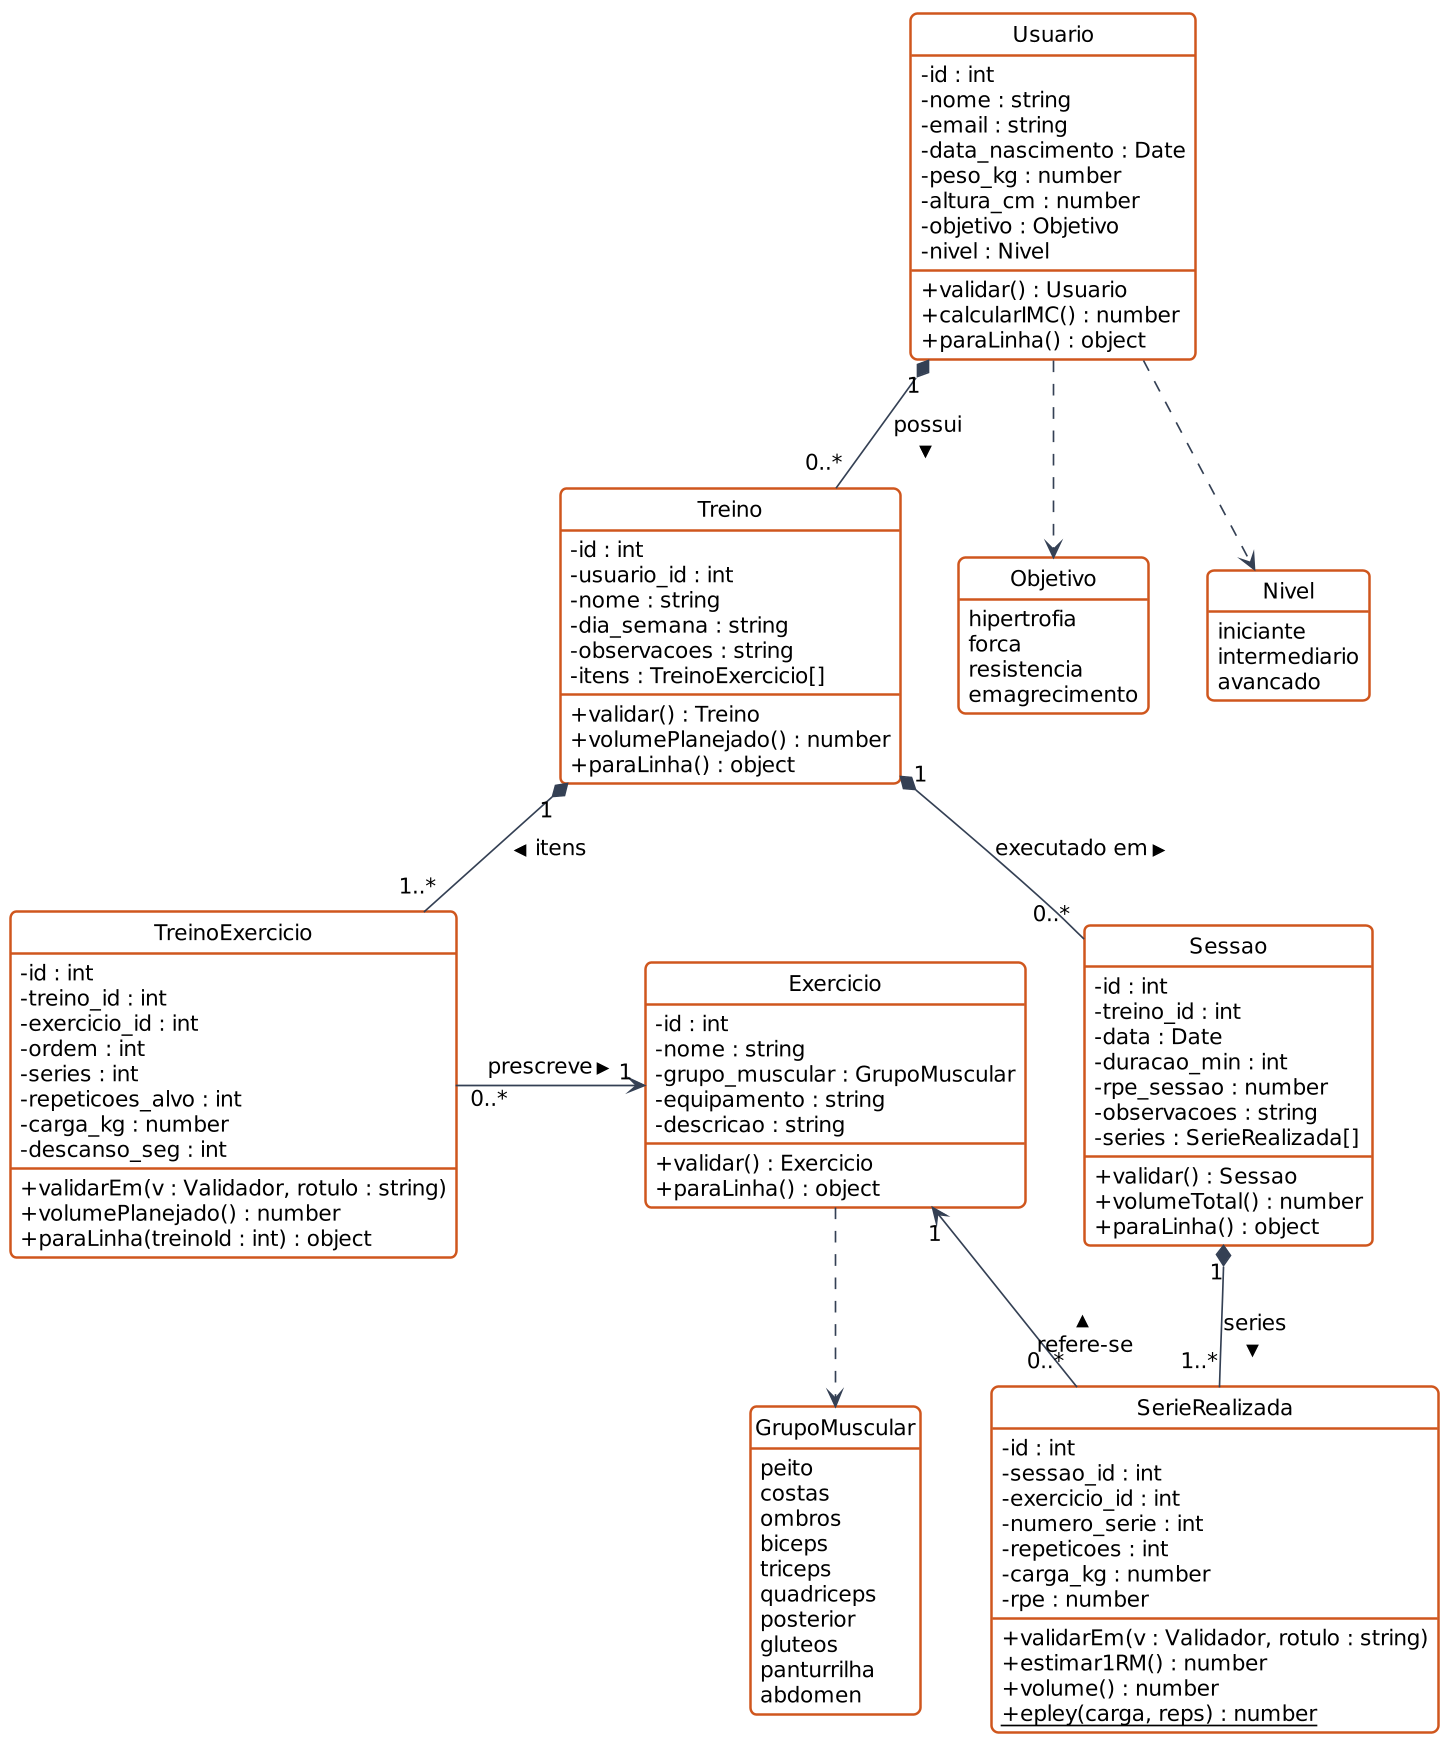 Usuario
-id : int
-nome : string
-email : string
-data_nascimento : Date
-peso_kg : number
-altura_cm : number
-objetivo : Objetivo
-nivel : Nivel
+validar() : Usuario
+calcularIMC() : number
+paraLinha() : object
1
possui
▼
0..*
Treino
-id : int
-usuario_id : int
-nome : string
-dia_semana : string
-observacoes : string
-itens : TreinoExercicio[]
+validar() : Treino
+volumePlanejado() : number
+paraLinha() : object
Objetivo
hipertrofia
forca
resistencia
emagrecimento
Nivel
iniciante
intermediario
avancado
1
◄ itens
1..*
1
executado em ►
0..*
TreinoExercicio
-id : int
-treino_id : int
-exercicio_id : int
-ordem : int
-series : int
-repeticoes_alvo : int
-carga_kg : number
-descanso_seg : int
+validarEm(v : Validador, rotulo : string)
+volumePlanejado() : number
+paraLinha(treinoId : int) : object
prescreve ►
1
0..*
Exercicio
-id : int
-nome : string
-grupo_muscular : GrupoMuscular
-equipamento : string
-descricao : string
+validar() : Exercicio
+paraLinha() : object
Sessao
-id : int
-treino_id : int
-data : Date
-duracao_min : int
-rpe_sessao : number
-observacoes : string
-series : SerieRealizada[]
+validar() : Sessao
+volumeTotal() : number
+paraLinha() : object
1
▲
refere-se
0..*
1
series
▼
1..*
GrupoMuscular
peito
costas
ombros
biceps
triceps
quadriceps
posterior
gluteos
panturrilha
abdomen
SerieRealizada
-id : int
-sessao_id : int
-exercicio_id : int
-numero_serie : int
-repeticoes : int
-carga_kg : number
-rpe : number
+validarEm(v : Validador, rotulo : string)
+estimar1RM() : number
+volume() : number
+epley(carga, reps) : number